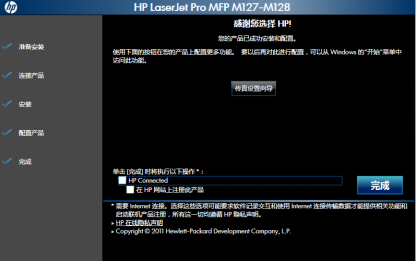 hp
HP LaserJet Pro MFP M127-M128
感谢您选择 HP!
您的产品已成功安装和配置。
使用下面的按钮在您的产品上配置更多功能。 要以后再对此进行配置，可以从 Windows 的“开始”菜单中
访问此功能。
准备安装
连接产品
安装
配置产品
完成
传真设置向导
单击 [完成] 时将执行以下操作 *：
HP Connected
在 HP 网站上注册此产品
完成
* 需要 Internet 连接。选择这些选项可能要求软件记录交互和使用 Internet 连接传输数据才能提供相关功能和
启动联机产品注册，所有这一切均遵循 HP 隐私声明。
HP 在线隐私声明
Copyright © 2011 Hewlett-Packard Development Company, L.P.